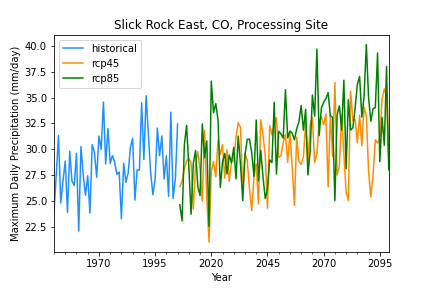 Slick Rock East, CO, Processing Site
historical
rcp45
rcp85
Maximum Daily Precipitation (mm/day)
40.0
37.5
35.0
32.5
30.0
27.5
25.0
22.5
1970
1995
2020
2045
2070
2095
Year